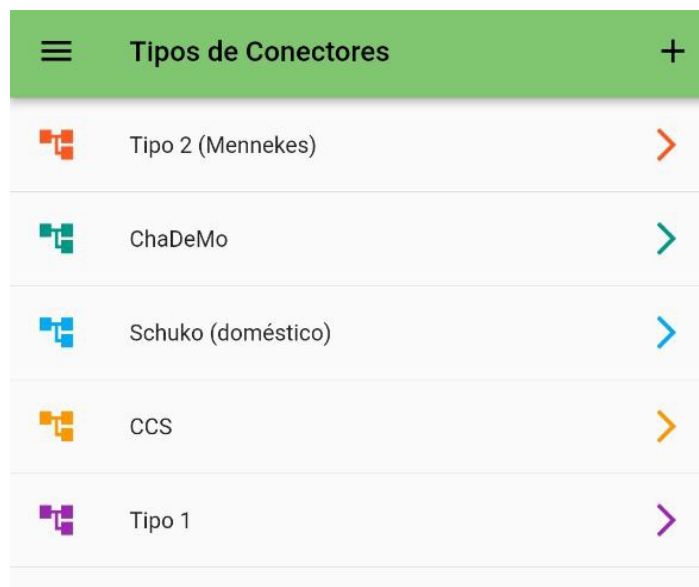 Tipos de Conectores
Tipo 2 (Mennekes)
ChaDeMo
Schuko (doméstico)
CCS
Tipo 1